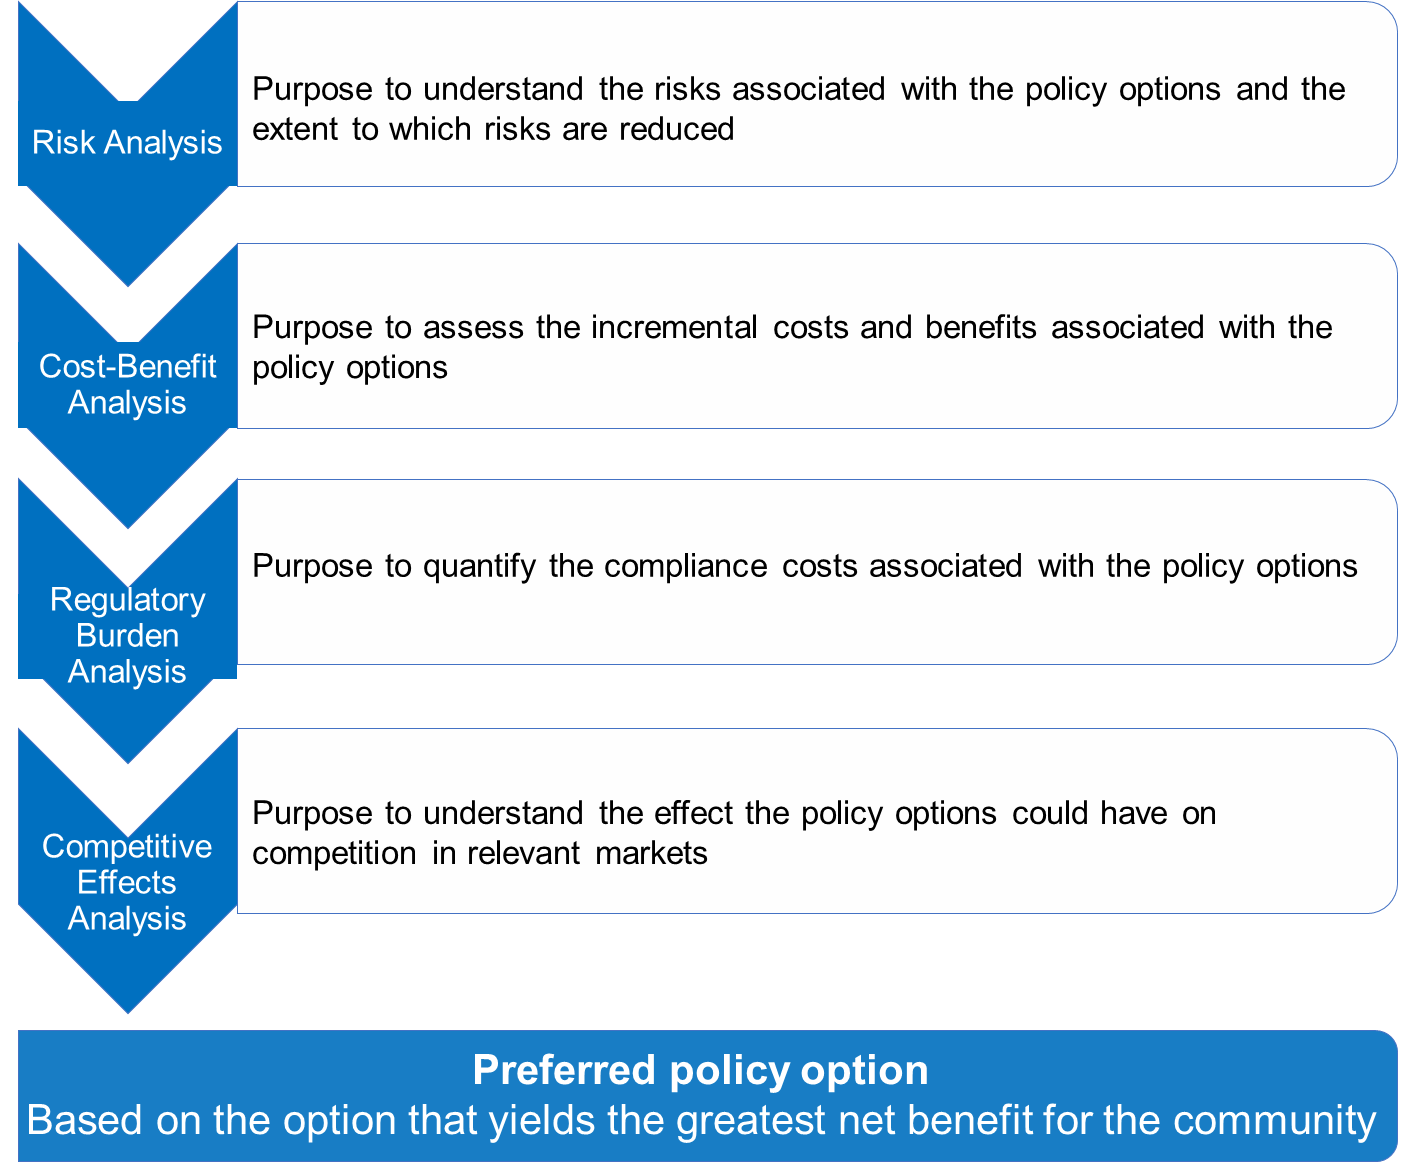 Risk Analysis
Purpose to understand the risks associated with the policy options and the
extent to which risks are reduced
Cost-Benefit
Analysis
Purpose to assess the incremental costs and benefits associated with the
policy options
Regulatory
Burden
Analysis
Purpose to quantify the compliance costs associated with the policy options
Competitive
Effects
Analysis
Purpose to understand the effect the policy options could have on
competition in relevant markets
Preferred policy option
Based on the option that yields the greatest net benefit for the community